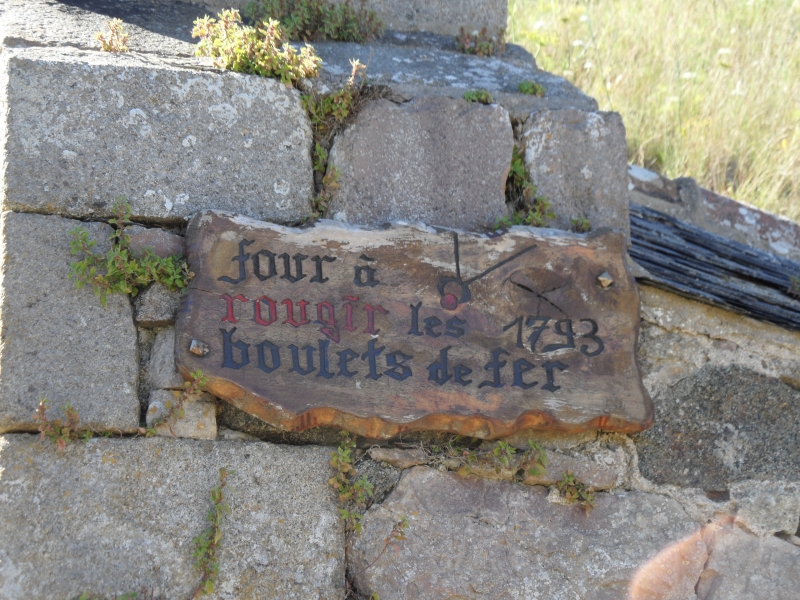 four à
rougir les 1793
boulets de fer